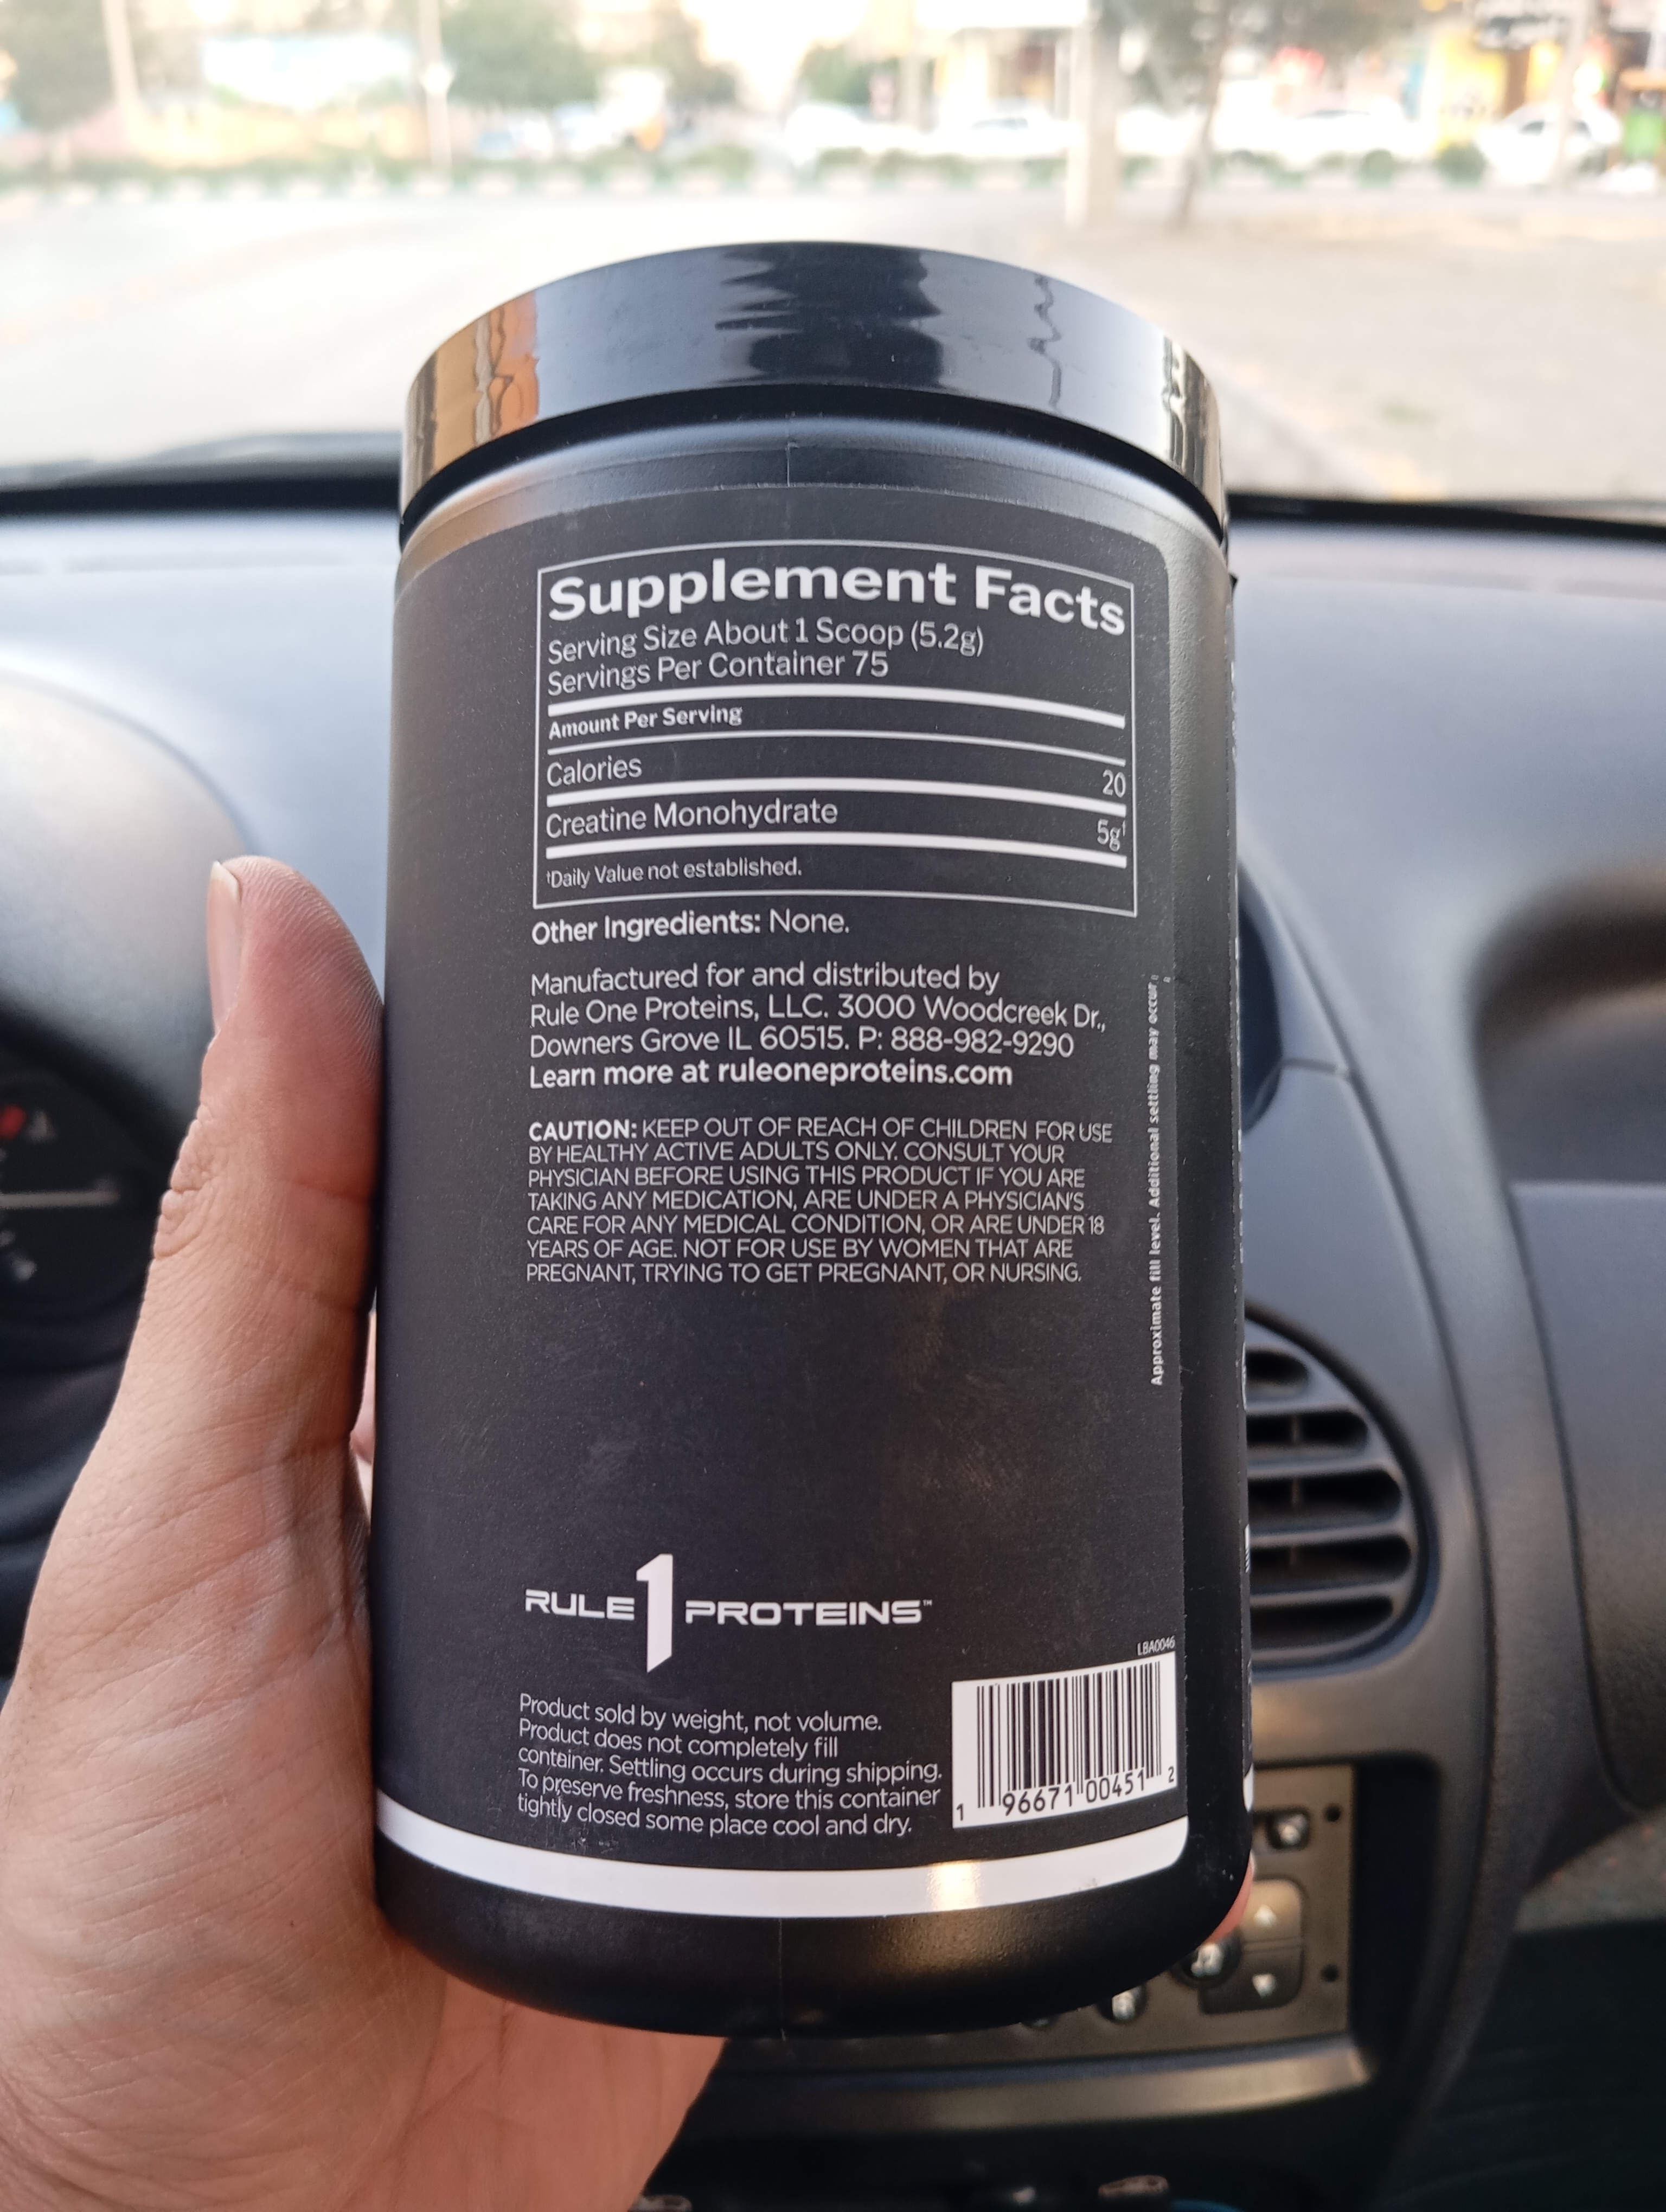 Supplement Facts
Serving Size About 1 Scoop (5.2g)
Servings Per Container 75
Amount Per Serving
Calories 20
Creatine Monohydrate 5g†
†Daily Value not established.
Other Ingredients: None.
Manufactured for and distributed by
Rule One Proteins, LLC. 3000 Woodcreek Dr.,
Downers Grove IL 60515. P: 888-982-9290
Learn more at ruleoneproteins.com
CAUTION: KEEP OUT OF REACH OF CHILDREN FOR USE
BY HEALTHY ACTIVE ADULTS ONLY. CONSULT YOUR
PHYSICIAN BEFORE USING THIS PRODUCT IF YOU ARE
TAKING ANY MEDICATION, ARE UNDER A PHYSICIAN'S
CARE FOR ANY MEDICAL CONDITION, OR ARE UNDER 18
YEARS OF AGE. NOT FOR USE BY WOMEN THAT ARE
PREGNANT, TRYING TO GET PREGNANT, OR NURSING.
Approximate fill level. Additional settling may occur.
RULE 1 PROTEINS™
Product sold by weight, not volume.
Product does not completely fill
container. Settling occurs during shipping.
To preserve freshness, store this container
tightly closed some place cool and dry.
LBA0046
1 96671 00451 2